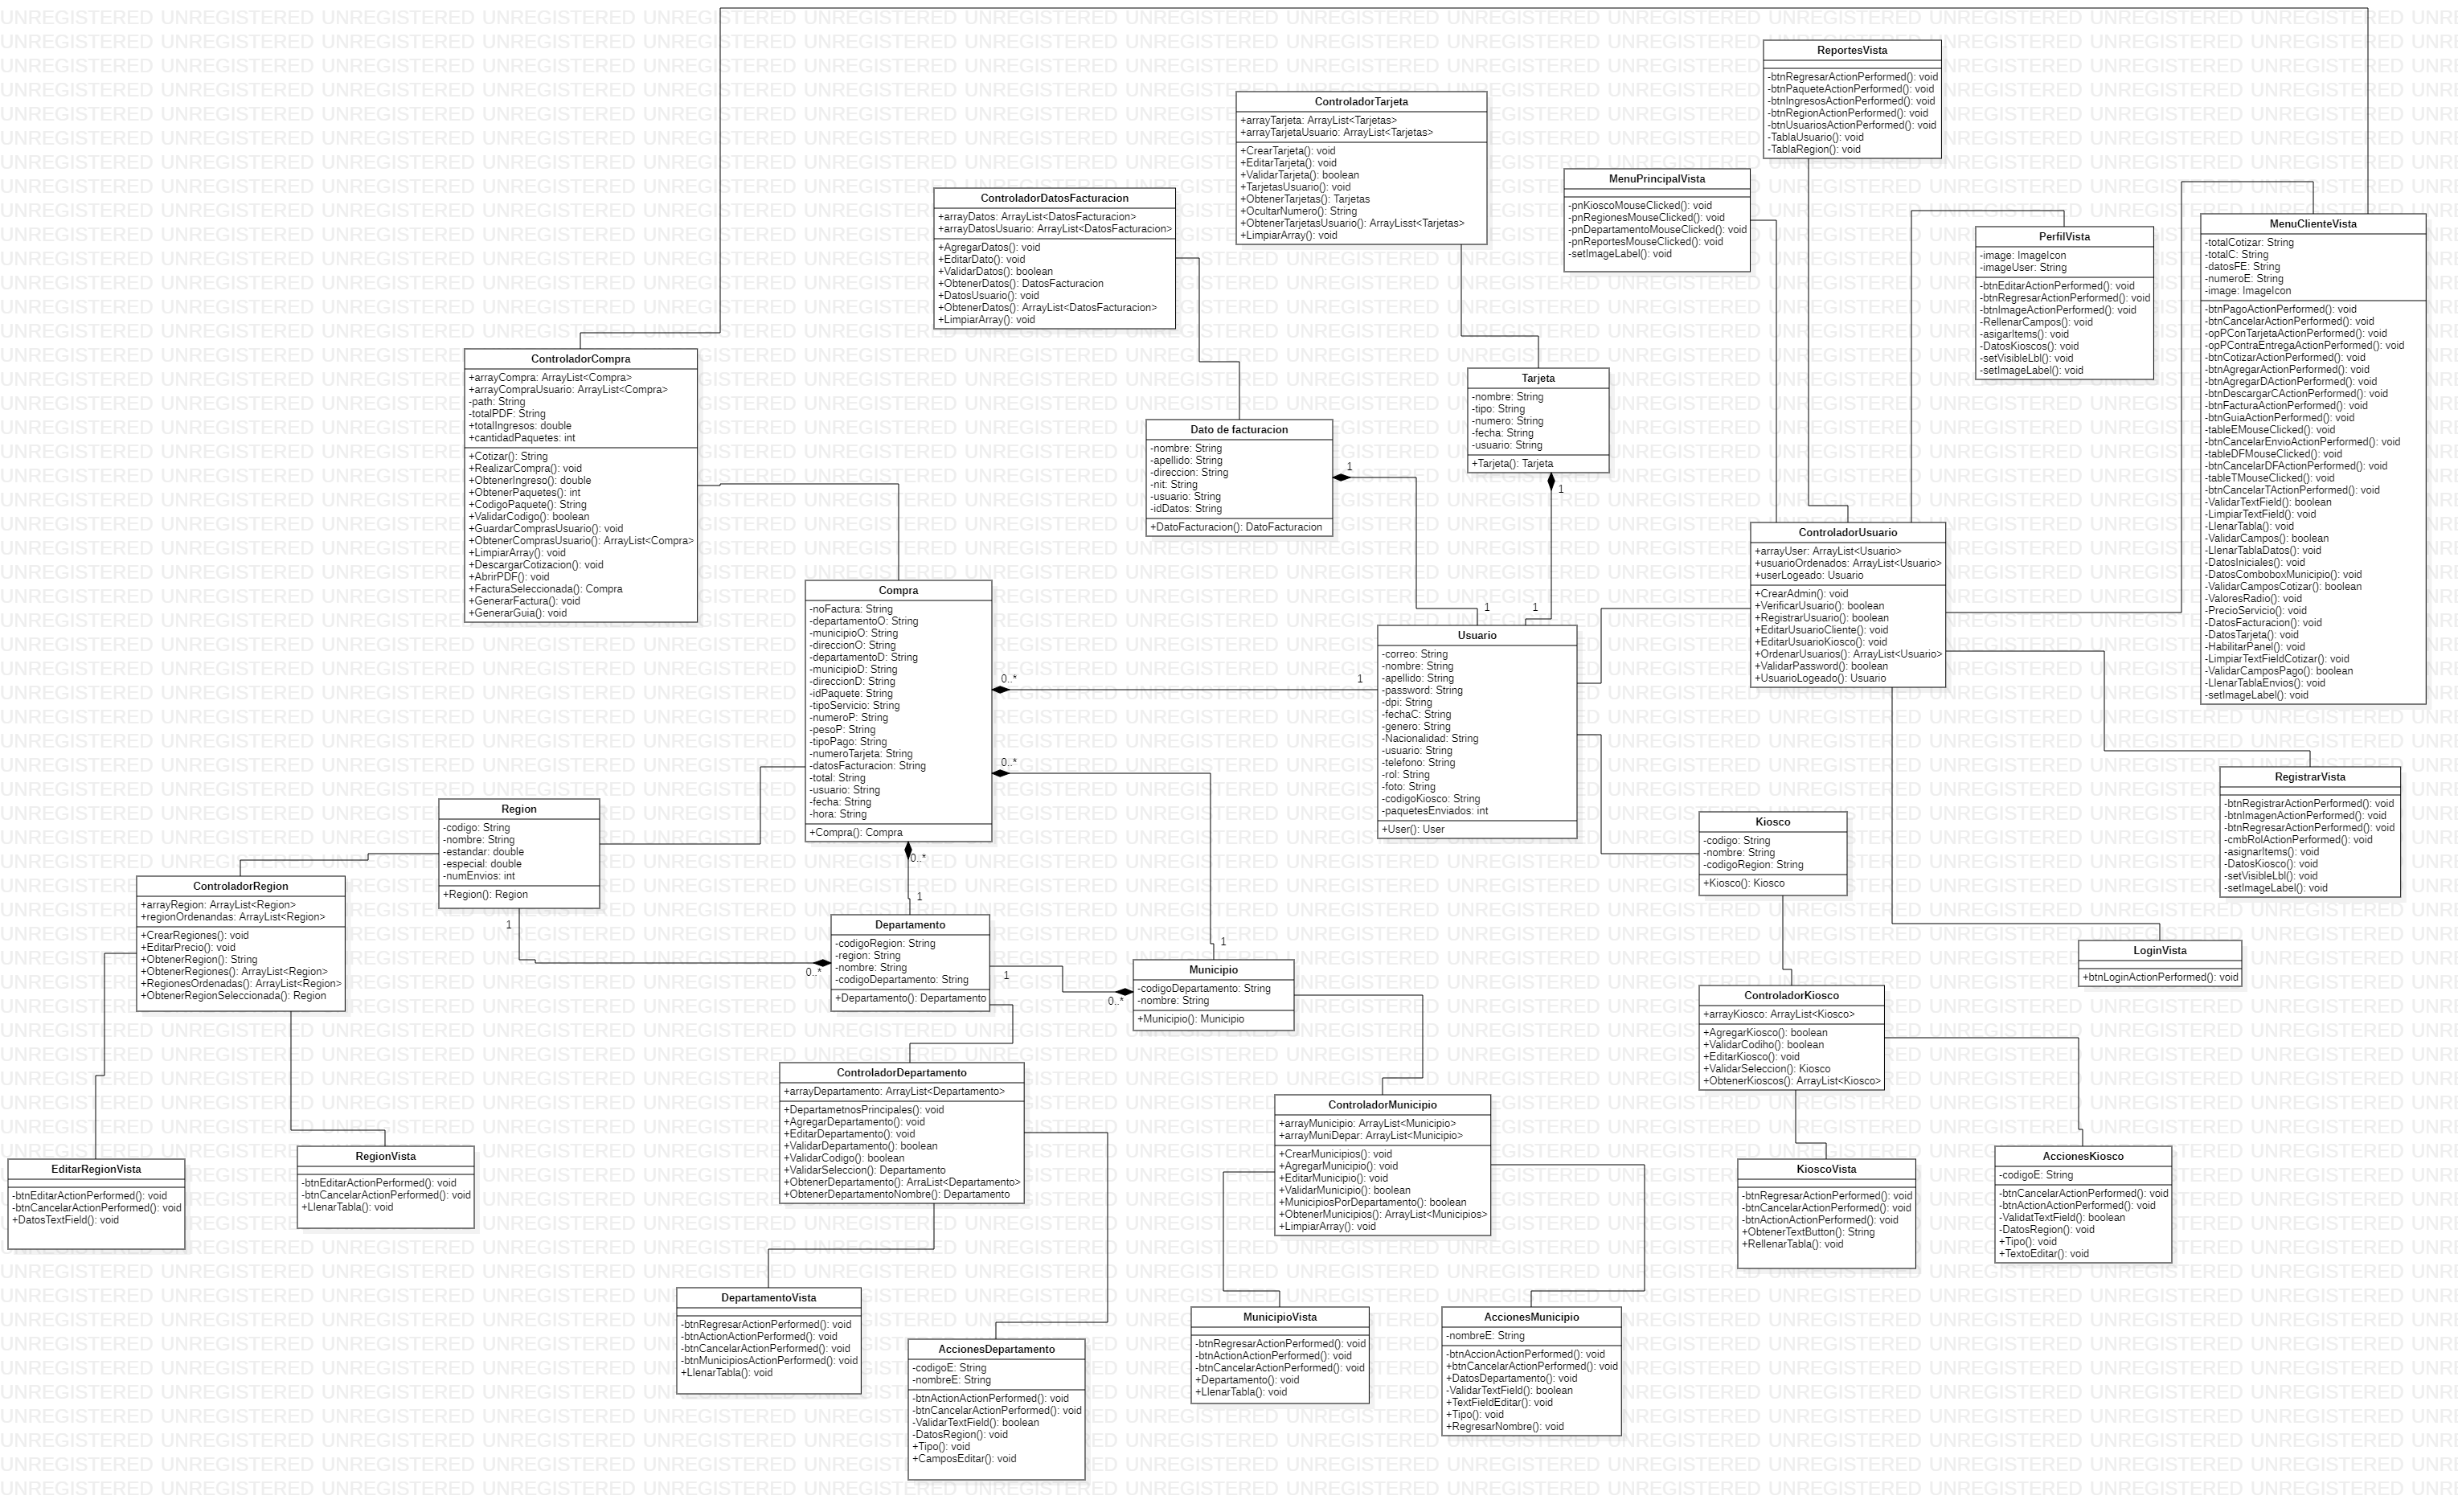 ReportesVista
-btnRegresarActionPerformed(): void
-btnPaqueteActionPerformed(): void
-btnIngresosActionPerformed(): void
-btnRegionActionPerformed(): void
-btnUsuariosActionPerformed(): void
-TablaUsuario(): void
-TablaRegion(): void
ControladorTarjeta
+arrayTarjeta: ArrayList<Tarjetas>
+arrayTarjetaUsuario: ArrayList<Tarjetas>
+CrearTarjeta(): void
+EditarTarjeta(): void
+ValidarTarjeta(): boolean
+TarjetasUsuario(): void
+ObtenerTarjetas(): Tarjetas
+OcultarNumero(): String
+ObtenerTarjetasUsuario(): ArrayLisst<Tarjetas>
+LimpiarArray(): void
MenuPrincipalVista
-pnKioscoMouseClicked(): void
-pnRegionesMouseClicked(): void
-pnDepartamentoMouseClicked(): void
-pnReportesMouseClicked(): void
-setImageLabel(): void
ControladorDatosFacturacion
+arrayDatos: ArrayList<DatosFacturacion>
+arrayDatosUsuario: ArrayList<DatosFacturacion>
+AgregarDatos(): void
+EditarDato(): void
+ValidarDatos(): boolean
+ObtenerDatos(): DatosFacturacion
+DatosUsuario(): void
+ObtenerDatos(): ArrayList<DatosFacturacion>
+LimpiarArray(): void
PerfilVista
-image: ImageIcon
-imageUser: String
-btnEditarActionPerformed(): void
-btnRegresarActionPerformed(): void
-btnImageActionPerformed(): void
-RellenarCampos(): void
-asigarItems(): void
-DatosKioscos(): void
-setVisibleLbl(): void
-setImageLabel(): void
MenuClienteVista
-totalCotizar: String
-totalC: String
-datosFE: String
-numeroE: String
-image: ImageIcon
-btnPagoActionPerformed(): void
-btnCancelarActionPerformed(): void
-opPConTarjetaActionPerformed(): void
-opPContraEntregaActionPerformed(): void
-btnCotizarActionPerformed(): void
-btnAgregarActionPerformed(): void
-btnAgregarDActionPerformed(): void
-btnDescargarCActionPerformed(): void
-btnFacturaActionPerformed(): void
-btnGuiaActionPerformed(): void
-tableEMouseClicked(): void
-btnCancelarEnvioActionPerformed(): void
-tableDFMouseClicked(): void
-btnCancelarDFActionPerformed(): void
-tableTMouseClicked(): void
-btnCancelarTActionPerformed(): void
-ValidarTextField(): boolean
-LimpiarTextField(): void
-LlenarTabla(): void
-ValidarCampos(): boolean
-LlenarTablaDatos(): void
-DatosIniciales(): void
-DatosComboboxMunicipio(): void
-ValidarCamposCotizar(): boolean
-ValoresRadio(): void
-PrecioServicio(): void
-DatosFacturacion(): void
-DatosTarjeta(): void
-HabilitarPanel(): void
-LimpiarTextFieldCotizar(): void
-ValidarCamposPago(): boolean
-LlenarTablaEnvios(): void
-setImageLabel(): void
ControladorCompra
+arrayCompra: ArrayList<Compra>
+arrayCompraUsuario: ArrayList<Compra>
-path: String
-totalPDF: String
+totalIngresos: double
+cantidadPaquetes: int
+Cotizar(): String
+RealizarCompra(): void
+ObtenerIngreso(): double
+ObtenerPaquetes(): int
+CodigoPaquete(): String
+ValidarCodigo(): boolean
+GuardarComprasUsuario(): void
+ObtenerComprasUsuario(): ArrayList<Compra>
+LimpiarArray(): void
+DescargarCotizacion(): void
+AbrirPDF(): void
+FacturaSeleccionada(): Compra
+GenerarFactura(): void
+GenerarGuia(): void
Tarjeta
-nombre: String
-tipo: String
-numero: String
-fecha: String
-usuario: String
+Tarjeta(): Tarjeta
1
1
Dato de facturacion
-nombre: String
-apellido: String
-direccion: String
-nit: String
-usuario: String
-idDatos: String
+DatoFacturacion(): DatoFacturacion
1
1
ControladorUsuario
+arrayUser: ArrayList<Usuario>
+usuarioOrdenados: ArrayList<Usuario>
+userLogeado: Usuario
+CrearAdmin(): void
+VerificarUsuario(): boolean
+RegistrarUsuario(): boolean
+EditarUsuarioCliente(): void
+EditarUsuarioKiosco(): void
+OrdenarUsuarios(): ArrayList<Usuario>
+ValidarPassword(): boolean
+UsuarioLogeado(): Usuario
Compra
-noFactura: String
-departamentoO: String
-municipioO: String
-direccionO: String
-departamentoD: String
-municipioD: String
-direccionD: String
-idPaquete: String
-tipoServicio: String
-numeroP: String
-pesoP: String
-tipoPago: String
-numeroTarjeta: String
-datosFacturacion: String
-total: String
-usuario: String
-fecha: String
-hora: String
+Compra(): Compra
0..*
1
0..*
1
0..*
1
Usuario
-correo: String
-nombre: String
-apellido: String
-password: String
-dpi: String
-fechaC: String
-genero: String
-Nacionalidad: String
-usuario: String
-telefono: String
-rol: String
-foto: String
-codigoKiosco: String
-paquetesEnviados: int
+User(): User
RegistrarVista
-btnRegistrarActionPerformed(): void
-btnImagenActionPerformed(): void
-btnRegresarActionPerformed(): void
-cmbRolActionPerformed(): void
-asignarItems(): void
-DatosKiosco(): void
-setVisibleLbl(): void
-setImageLabel(): void
Region
-codigo: String
-nombre: String
-estandar: double
-especial: double
-numEnvios: int
+Region(): Region
1
0..*
Kiosco
-codigo: String
-nombre: String
-codigoRegion: String
+Kiosco(): Kiosco
ControladorRegion
+arrayRegion: ArrayList<Region>
+regionOrdenandas: ArrayList<Region>
+CrearRegiones(): void
+EditarPrecio(): void
+ObtenerRegion(): String
+ObtenerRegiones(): ArrayList<Region>
+RegionesOrdenadas(): ArrayList<Region>
+ObtenerRegionSeleccionada(): Region
Departamento
-codigoRegion: String
-region: String
-nombre: String
-codigoDepartamento: String
+Departamento(): Departamento
1
0..*
Municipio
-codigoDepartamento: String
-nombre: String
+Municipio(): Municipio
LoginVista
+btnLoginActionPerformed(): void
ControladorKiosco
+arrayKiosco: ArrayList<Kiosco>
+AgregarKiosco(): boolean
+ValidarCodiho(): boolean
+EditarKiosco(): void
+ValidarSeleccion(): Kiosco
+ObtenerKioscos(): ArrayList<Kiosco>
ControladorDepartamento
+arrayDepartamento: ArrayList<Departamento>
+DepartametnosPrincipales(): void
+AgregarDepartamento(): void
+EditarDepartamento(): void
+ValidarDepartamento(): boolean
+ValidarCodigo(): boolean
+ValidarSeleccion(): Departamento
+ObtenerDepartamento(): ArraList<Departamento>
+ObtenerDepartamentoNombre(): Departamento
ControladorMunicipio
+arrayMunicipio: ArrayList<Municipio>
+arrayMuniDepar: ArrayList<Municipio>
+CrearMunicipios(): void
+AgregarMunicipio(): void
+EditarMunicipio(): void
+ValidarMunicipio(): boolean
+MunicipiosPorDepartamento(): boolean
+ObtenerMunicipios(): ArrayList<Municipios>
+LimpiarArray(): void
EditarRegionVista
-btnEditarActionPerformed(): void
-btnCancelarActionPerformed(): void
+DatosTextField(): void
RegionVista
-btnEditarActionPerformed(): void
-btnCancelarActionPerformed(): void
+LlenarTabla(): void
KioscoVista
-btnRegresarActionPerformed(): void
-btnCancelarActionPerformed(): void
-btnActionActionPerformed(): void
+ObtenerTextButton(): String
+RellenarTabla(): void
AccionesKiosco
-codigoE: String
-btnCancelarActionPerformed(): void
-btnActionActionPerformed(): void
-ValidatTextField(): boolean
-DatosRegion(): void
+Tipo(): void
+TextoEditar(): void
DepartamentoVista
-btnRegresarActionPerformed(): void
-btnActionActionPerformed(): void
-btnCancelarActionPerformed(): void
-btnMunicipiosActionPerformed(): void
+LlenarTabla(): void
AccionesDepartamento
-codigoE: String
-nombreE: String
-btnActionActionPerformed(): void
-btnCancelarActionPerformed(): void
-ValidarTextField(): boolean
-DatosRegion(): void
+Tipo(): void
+CamposEditar(): void
MunicipioVista
-btnRegresarActionPerformed(): void
-btnActionActionPerformed(): void
-btnCancelarActionPerformed(): void
+Departamento(): void
+LlenarTabla(): void
AccionesMunicipio
-nombreE: String
-btnAccionActionPerformed(): void
+btnCancelarActionPerformed(): void
+DatosDepartamento(): void
-ValidarTextField(): boolean
+TextFieldEditar(): void
+Tipo(): void
+RegresarNombre(): void
UNREGISTERED